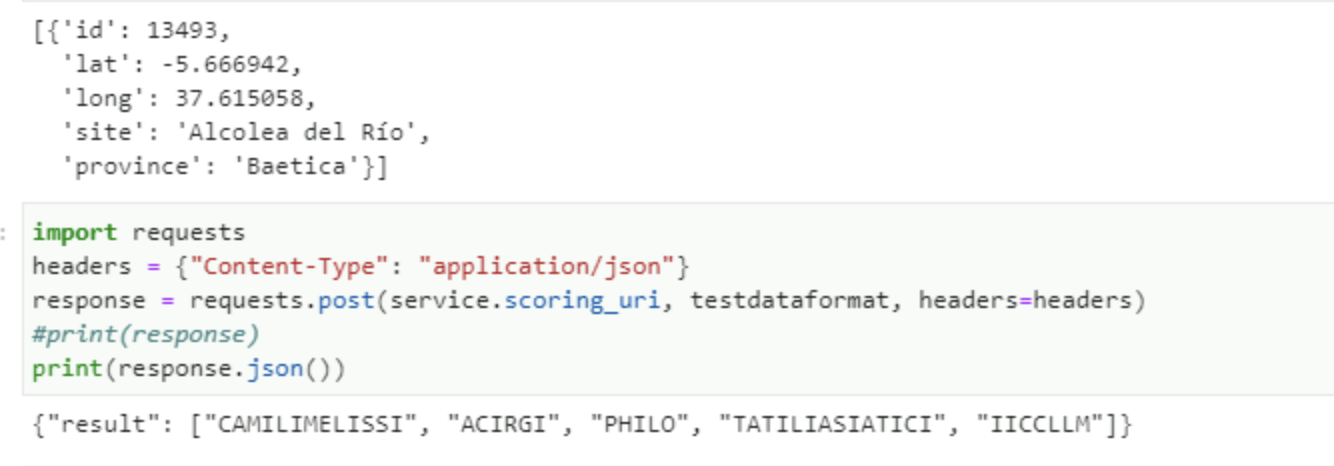 [{'id': 13493,
'lat': -5.666942,
'long': 37.615058,
'site': 'Alcolea del Río',
'province': 'Baetica'}]
:
import requests
headers = {"Content-Type": "application/json"}
response = requests.post(service.scoring_uri, testdataformat, headers=headers)
#print(response)
print(response.json())
{"result": ["CAMILIMELISSI", "ACIRGI", "PHILO", "TATILIASIATICI", "IICCLLM"]}